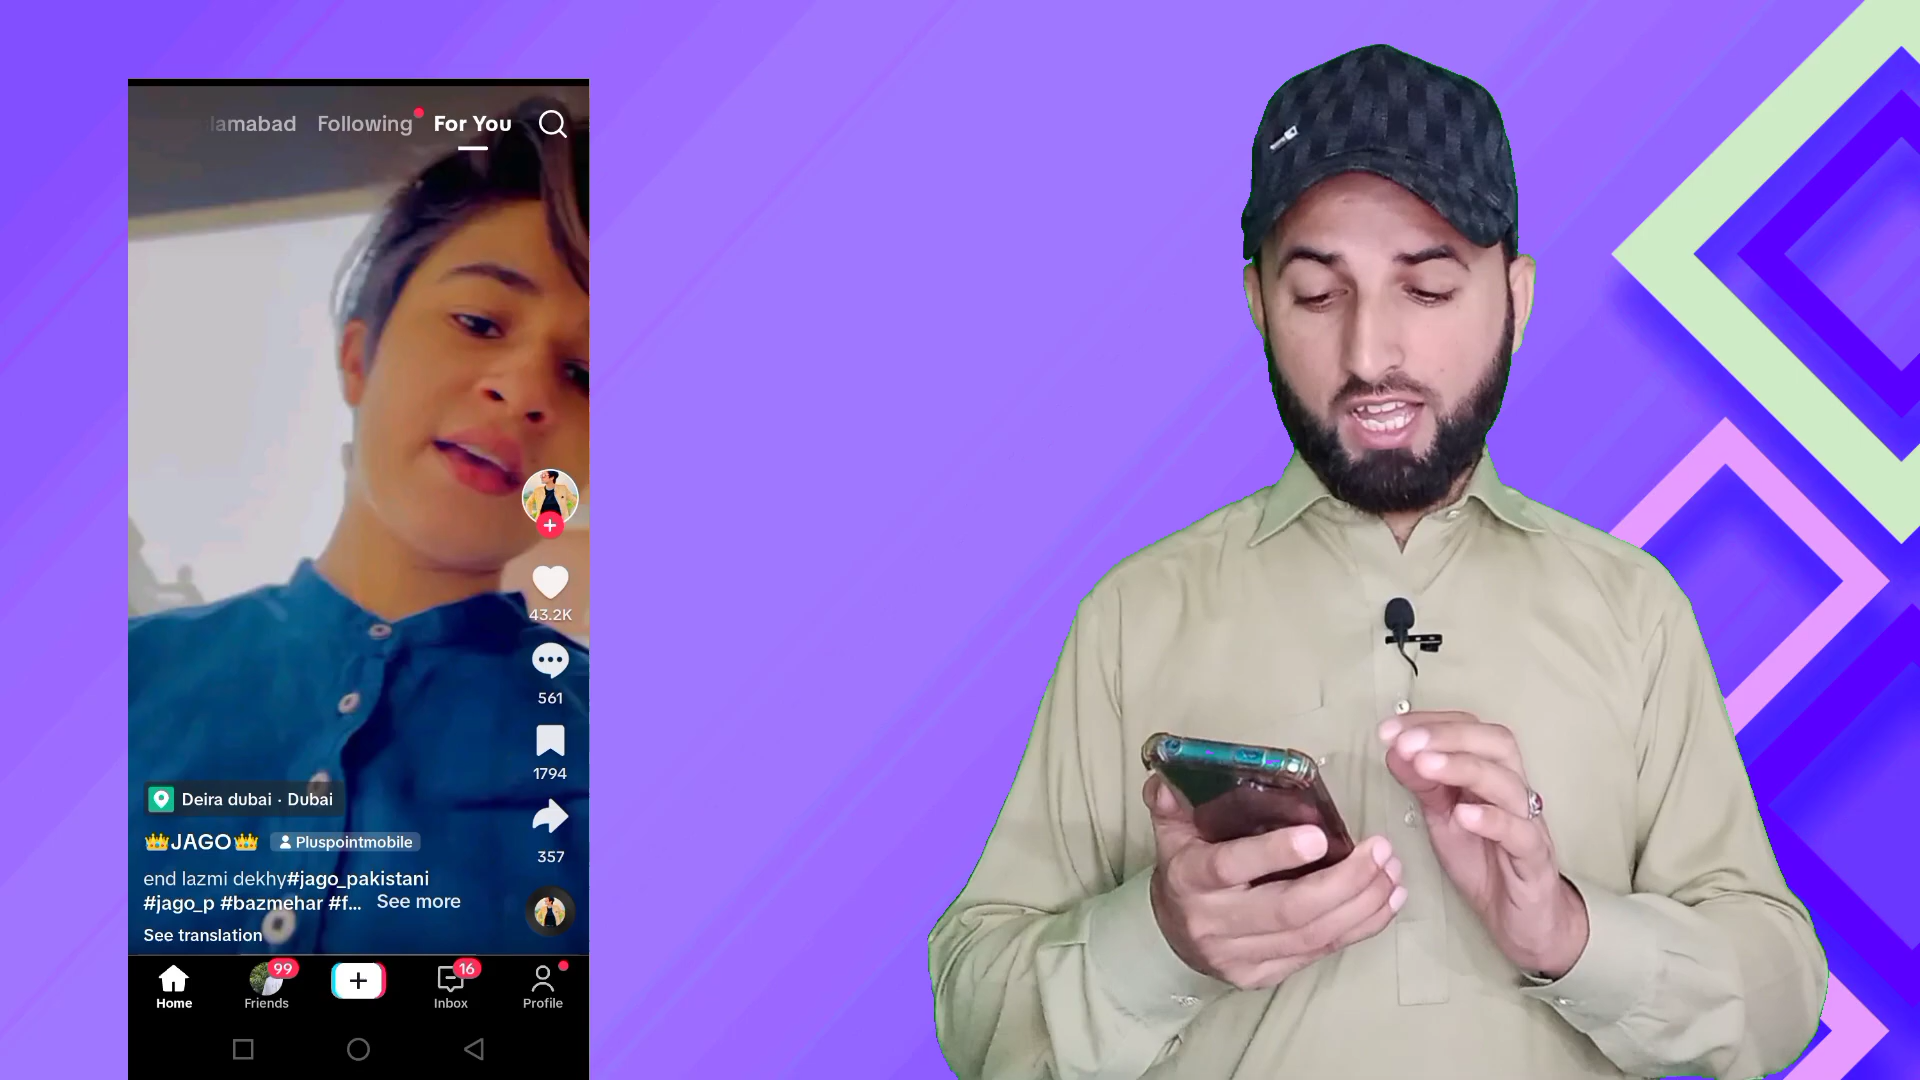 lamabad Following For You
43.2K
561
1794
357
Deira dubai · Dubai
👑JAGO👑 Pluspointmobile
end lazmi dekhy#jago_pakistani
#jago_p #bazmehar #f... See more
See translation
99
16
Home Friends Inbox Profile